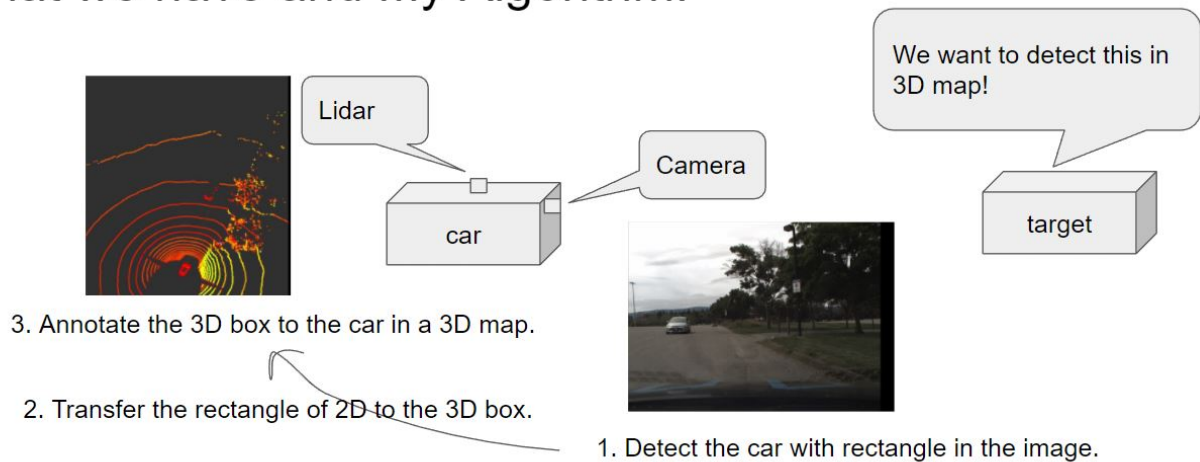 We want to detect this in
3D map!
Lidar
Camera
car
target
3. Annotate the 3D box to the car in a 3D map.
2. Transfer the rectangle of 2D to the 3D box.
1. Detect the car with rectangle in the image.